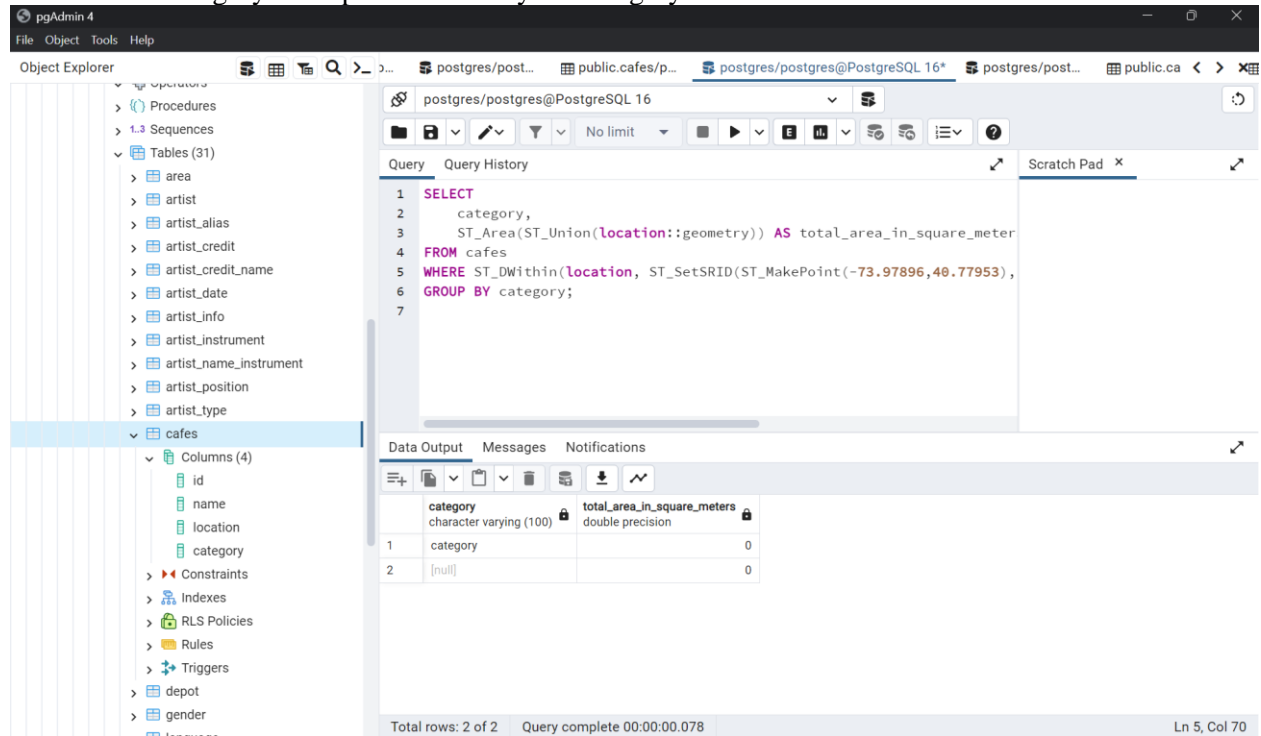 pgAdmin 4
File Object Tools Help
Object Explorer
postgres/post...
public.cafes/p...
postgres/postgres@PostgreSQL 16*
postgres/post...
public.ca
Procedures
1..3 Sequences
Tables (31)
area
artist
artist_alias
artist_credit
artist_credit_name
artist_date
artist_info
artist_instrument
artist_name_instrument
artist_position
artist_type
cafes
Columns (4)
id
name
location
category
Constraints
Indexes
RLS Policies
Rules
Triggers
depot
gender
postgres/postgres@PostgreSQL 16
No limit
Query Query History
Scratch Pad
1 SELECT
2 category,
3 ST_Area(ST_Union(location::geometry)) AS total_area_in_square_meter
4 FROM cafes
5 WHERE ST_DWithin(location, ST_SetSRID(ST_MakePoint(-73.97896,40.77953),
6 GROUP BY category;
7
Data Output Messages Notifications
category total_area_in_square_meters
character varying (100) double precision
1 category 0
2 [null] 0
Total rows: 2 of 2 Query complete 00:00:00.078 Ln 5, Col 70